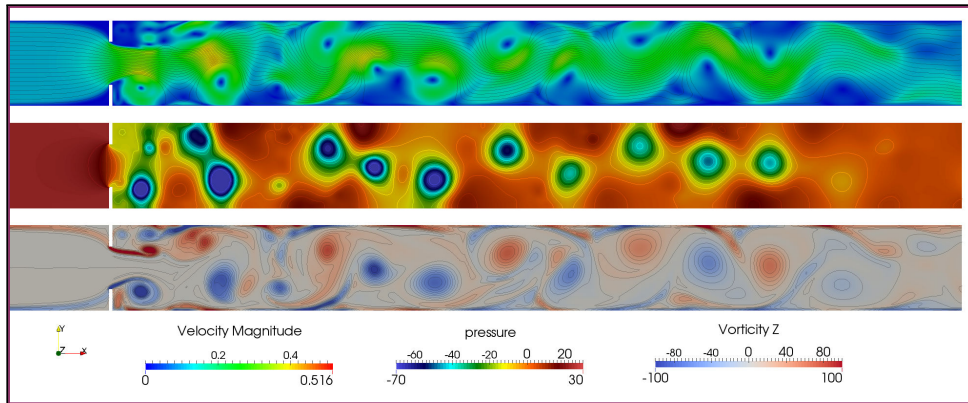 Velocity Magnitude
0.2 0.4
0 0.516
pressure
-60 -40 -20 0 20
-70 30
Vorticity Z
-80 -40 0 40 80
-100 100
Y
Z X